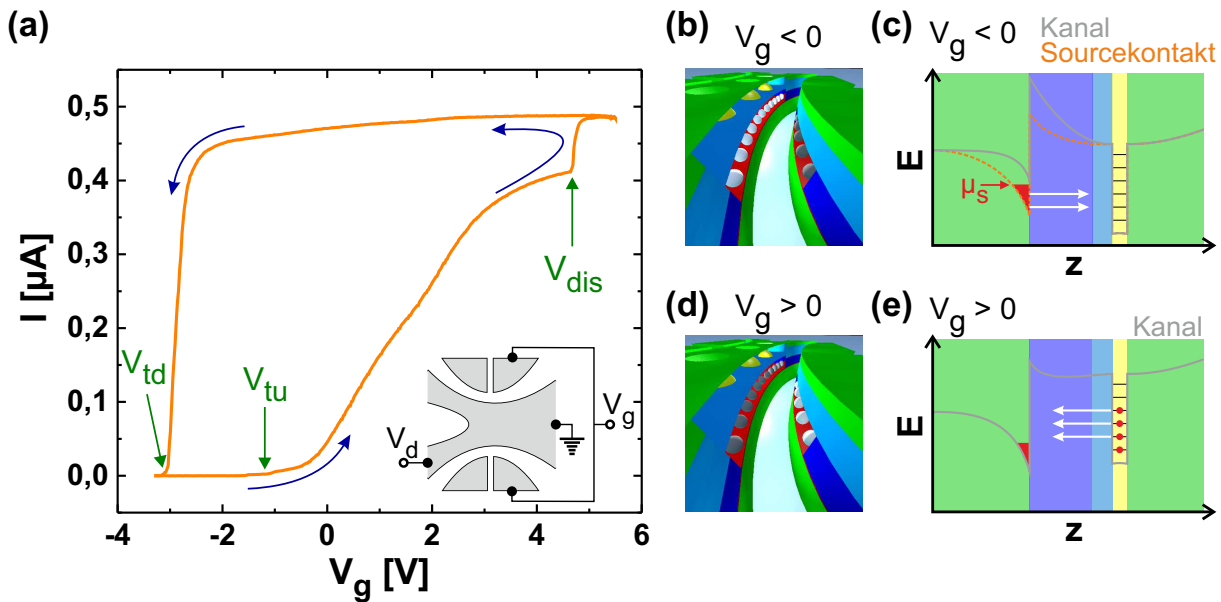 (a)
0,5
0,4
0,3
0,2
0,1
0,0
I [µA]
-4
-2
0
2
4
6
V_g [V]
V_td
V_tu
V_dis
V_d
V_g
(b)
V_g < 0
(c)
V_g < 0
Kanal
Sourcekontakt
E
µ_s
z
(d)
V_g > 0
(e)
V_g > 0
Kanal
E
z